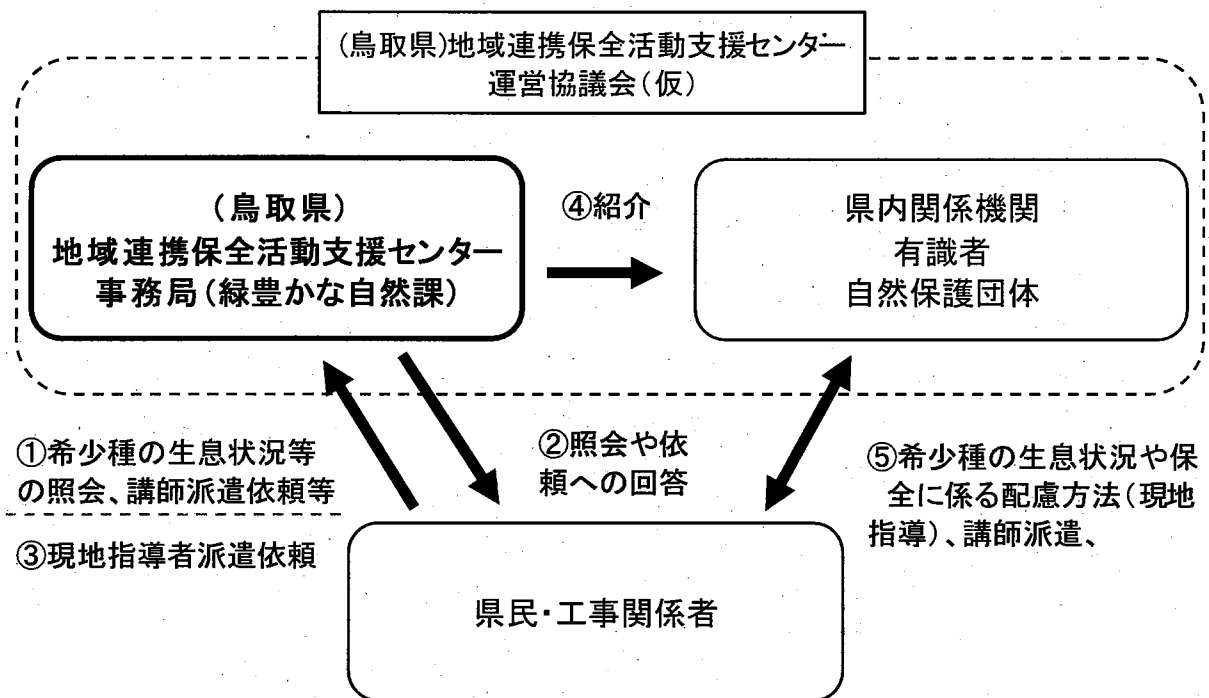 (鳥取県)地域連携保全活動支援センター
運営協議会(仮)
(鳥取県)
地域連携保全活動支援センター
事務局(緑豊かな自然課)
④紹介
県内関係機関
有識者
自然保護団体
①希少種の生息状況等
の照会、講師派遣依頼等
③現地指導者派遣依頼
②照会や依
頼への回答
⑤希少種の生息状況や保
全に係る配慮方法(現地
指導)、講師派遣、
県民・工事関係者